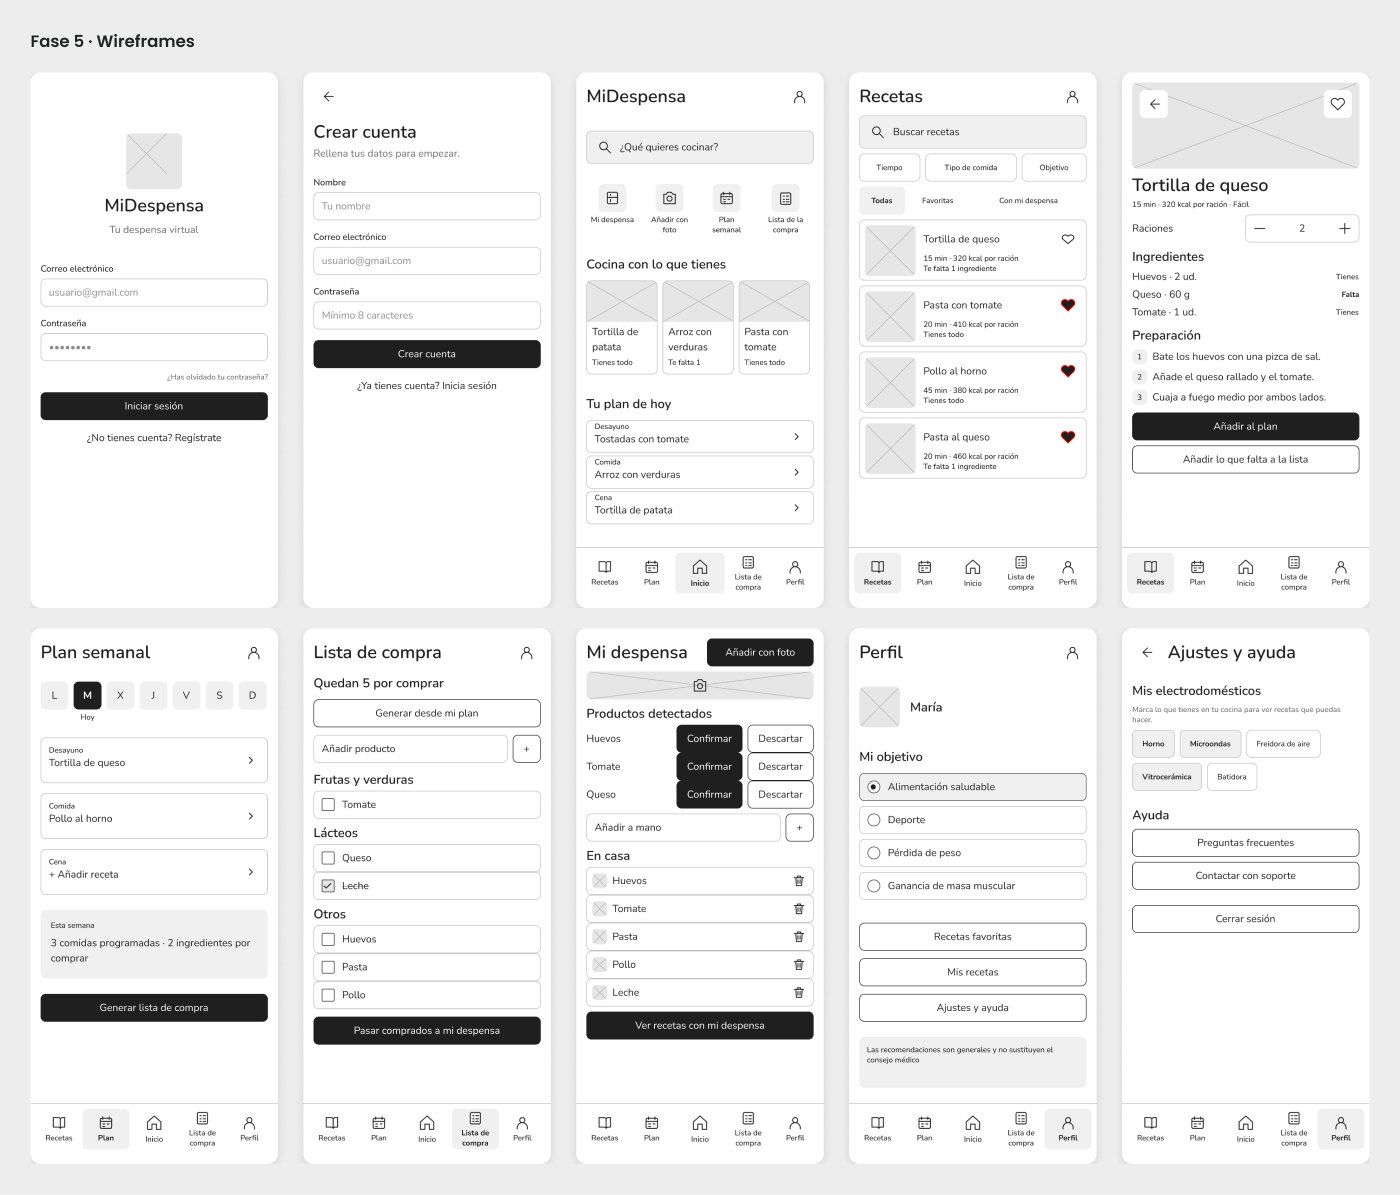 Fase 5 · Wireframes
MiDespensa
Tu despensa virtual
Correo electrónico
usuario@gmail.com
Contraseña
••••••••
¿Has olvidado tu contraseña?
Iniciar sesión
¿No tienes cuenta? Regístrate
Crear cuenta
Rellena tus datos para empezar.
Nombre
Tu nombre
Correo electrónico
usuario@gmail.com
Contraseña
Mínimo 8 caracteres
Crear cuenta
¿Ya tienes cuenta? Inicia sesión
MiDespensa
¿Qué quieres cocinar?
Mi despensa
Añadir con
foto
Plan
semanal
Lista de la
compra
Cocina con lo que tienes
Tortilla de
patata
Tienes todo
Arroz con
verduras
Te falta 1
Pasta con
tomate
Tienes todo
Tu plan de hoy
Desayuno
Tostadas con tomate
Comida
Arroz con verduras
Cena
Tortilla de patata
Recetas
Plan
Inicio
Lista de
compra
Perfil
Recetas
Buscar recetas
Tiempo
Tipo de comida
Objetivo
Todas
Favoritas
Con mi despensa
Tortilla de queso
15 min · 320 kcal por ración
Te falta 1 ingrediente
Pasta con tomate
20 min · 410 kcal por ración
Tienes todo
Pollo al horno
45 min · 380 kcal por ración
Tienes todo
Pasta al queso
20 min · 460 kcal por ración
Te falta 1 ingrediente
Recetas
Plan
Inicio
Lista de
compra
Perfil
Tortilla de queso
15 min · 320 kcal por ración · Fácil
Raciones
2
Ingredientes
Huevos · 2 ud.
Tienes
Queso · 60 g
Falta
Tomate · 1 ud.
Tienes
Preparación
1 Bate los huevos con una pizca de sal.
2 Añade el queso rallado y el tomate.
3 Cuaja a fuego medio por ambos lados.
Añadir al plan
Añadir lo que falta a la lista
Recetas
Plan
Inicio
Lista de
compra
Perfil
Plan semanal
L M X J V S D
Hoy
Desayuno
Tortilla de queso
Comida
Pollo al horno
Cena
+ Añadir receta
Esta semana
3 comidas programadas · 2 ingredientes por
comprar
Generar lista de compra
Recetas
Plan
Inicio
Lista de
compra
Perfil
Lista de compra
Quedan 5 por comprar
Generar desde mi plan
Añadir producto
+
Frutas y verduras
Tomate
Lácteos
Queso
Leche
Otros
Huevos
Pasta
Pollo
Pasar comprados a mi despensa
Recetas
Plan
Inicio
Lista de
compra
Perfil
Mi despensa
Añadir con foto
Productos detectados
Huevos
Confirmar
Descartar
Tomate
Confirmar
Descartar
Queso
Confirmar
Descartar
Añadir a mano
+
En casa
Huevos
Tomate
Pasta
Pollo
Leche
Ver recetas con mi despensa
Recetas
Plan
Inicio
Lista de
compra
Perfil
Perfil
María
Mi objetivo
Alimentación saludable
Deporte
Pérdida de peso
Ganancia de masa muscular
Recetas favoritas
Mis recetas
Ajustes y ayuda
Las recomendaciones son generales y no sustituyen el
consejo médico
Recetas
Plan
Inicio
Lista de
compra
Perfil
Ajustes y ayuda
Mis electrodomésticos
Marca lo que tienes en tu cocina para ver recetas que puedas
hacer.
Horno
Microondas
Freidora de aire
Vitrocerámica
Batidora
Ayuda
Preguntas frecuentes
Contactar con soporte
Cerrar sesión
Recetas
Plan
Inicio
Lista de
compra
Perfil